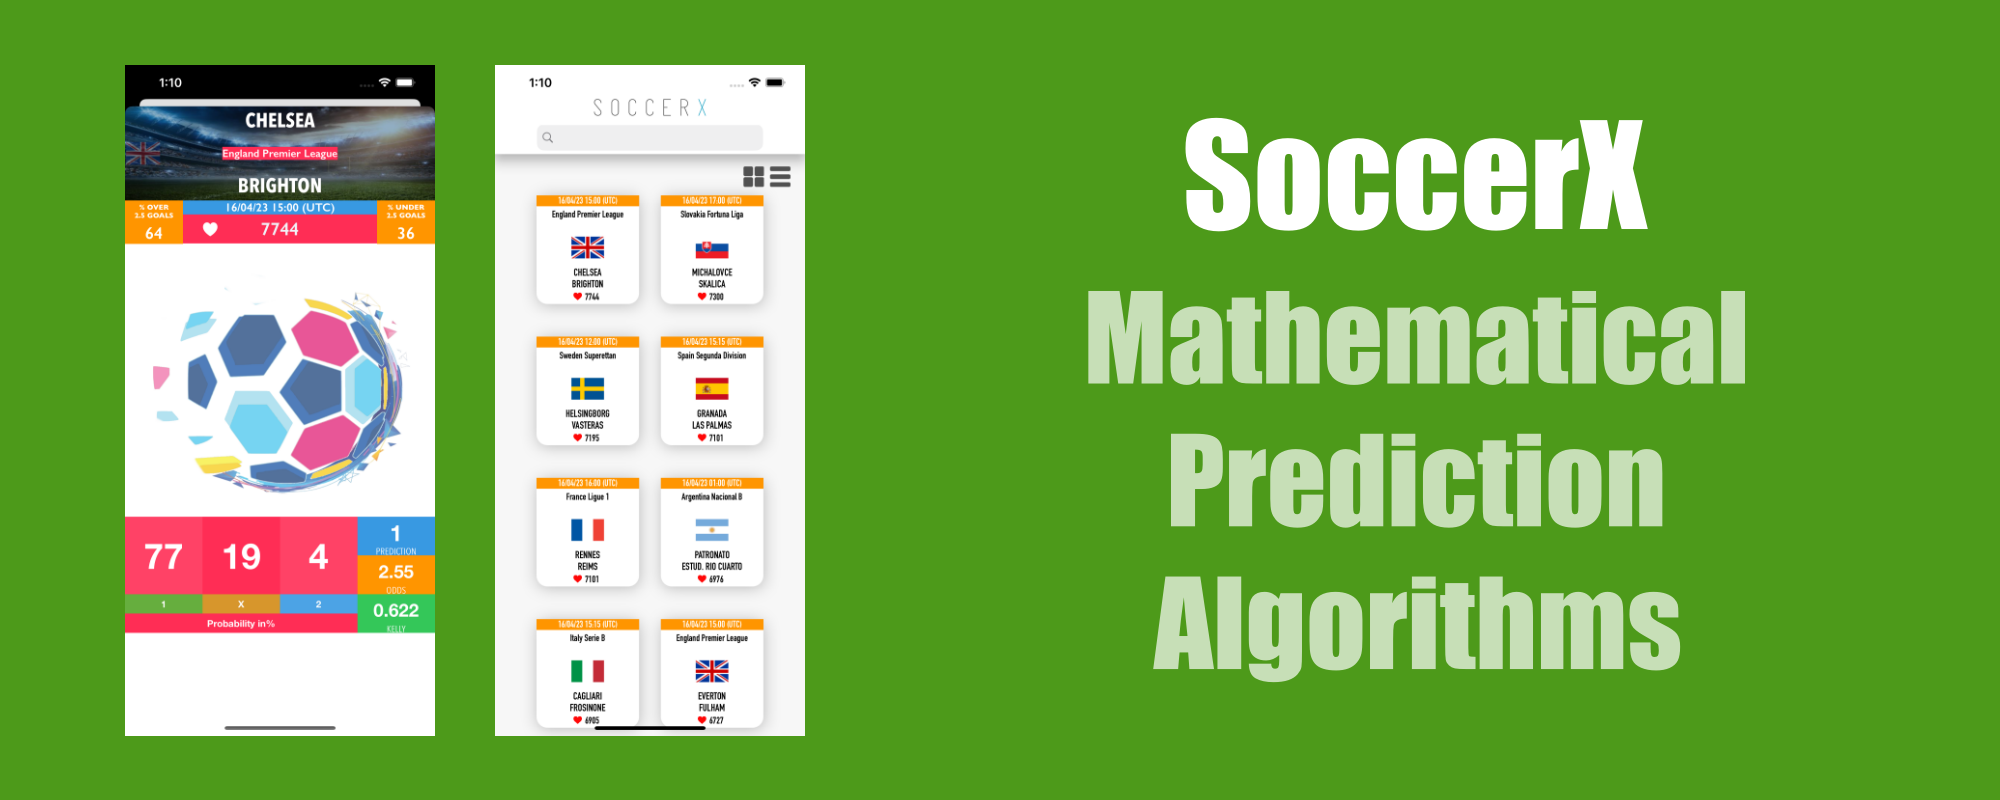 1:10
CHELSEA
England Premier League
BRIGHTON
% OVER
2.5 GOALS
64
16/04/23 15:00 (UTC)
7744
% UNDER
2.5 GOALS
36
77
19
4
1
X
2
Probability in%
1
PREDICTION
2.55
ODDS
0.622
KELLY
1:10
SOCCERX
16/04/23 15:00 (UTC)
England Premier League
CHELSEA
BRIGHTON
7744
16/04/23 17:00 (UTC)
Slovakia Fortuna Liga
MICHALOVCE
SKALICA
7300
16/04/23 12:00 (UTC)
Sweden Superettan
HELSINGBORG
VASTERAS
7195
16/04/23 15:15 (UTC)
Spain Segunda Division
GRANADA
LAS PALMAS
7101
16/04/23 16:00 (UTC)
France Ligue 1
RENNES
REIMS
7101
16/04/23 01:00 (UTC)
Argentina Nacional B
PATRONATO
ESTUD. RIO CUARTO
6976
16/04/23 15:15 (UTC)
Italy Serie B
CAGLIARI
FROSINONE
6905
16/04/23 15:00 (UTC)
England Premier League
EVERTON
FULHAM
6727
SoccerX
Mathematical
Prediction
Algorithms